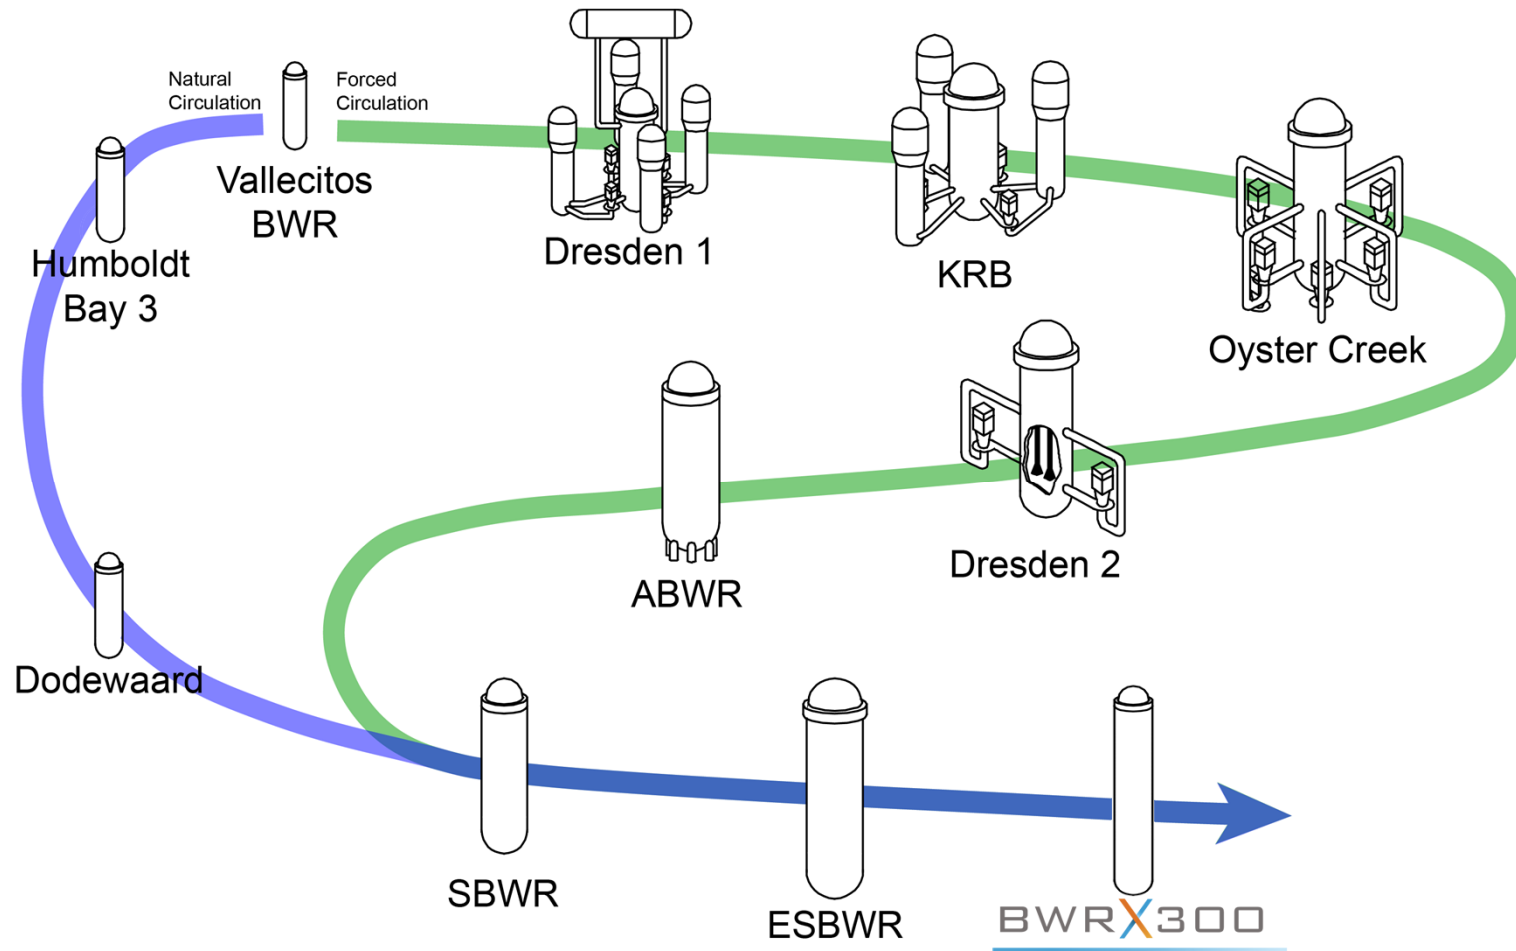 Natural
Circulation
Forced
Circulation
Vallecitos
BWR
Humboldt
Bay 3
Dresden 1
KRB
Oyster Creek
Dresden 2
ABWR
Dodewaard
SBWR
ESBWR
BWRX300